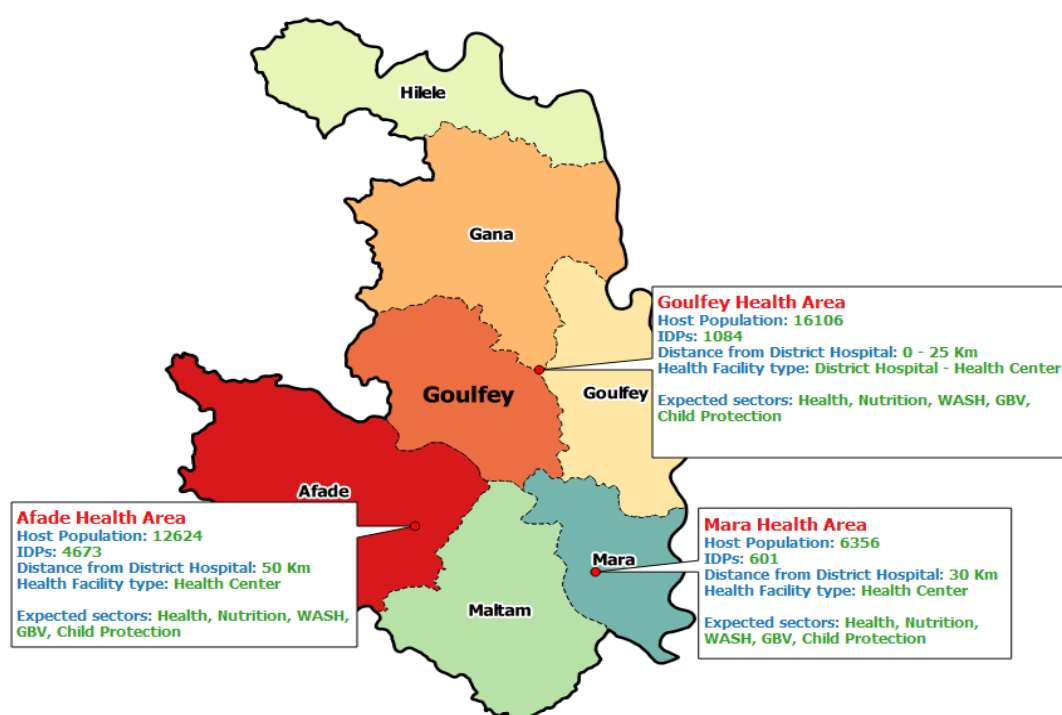 Hilele
Gana
Goulfey Health Area
Host Population: 16106
IDPs: 1084
Distance from District Hospital: 0 - 25 Km
Health Facility type: District Hospital - Health Center
Expected sectors: Health, Nutrition, WASH, GBV,
Child Protection
Goulfey
Goulfey
Afade
Afade Health Area
Host Population: 12624
IDPs: 4673
Distance from District Hospital: 50 Km
Health Facility type: Health Center
Expected sectors: Health, Nutrition, WASH,
GBV, Child Protection
Mara Health Area
Host Population: 6356
IDPs: 601
Distance from District Hospital: 30 Km
Health Facility type: Health Center
Expected sectors: Health, Nutrition,
WASH, GBV, Child Protection
Mara
Maltam